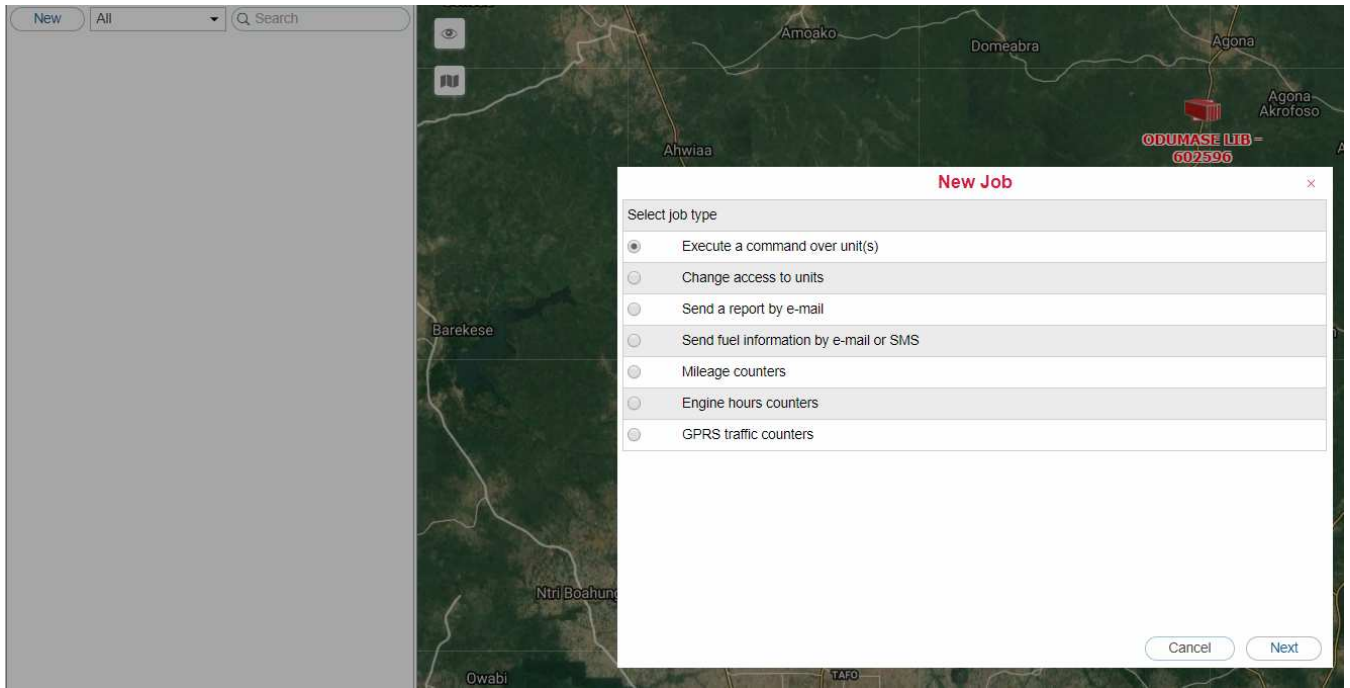 New
All
Search
Amoako
Domeabra
Agona
Agona-
Akrofoso
ODUMASE LIB -
602596
Ahwiaa
New Job
×
Select job type
Execute a command over unit(s)
Change access to units
Send a report by e-mail
Send fuel information by e-mail or SMS
Mileage counters
Engine hours counters
GPRS traffic counters
Barekese
Ntri Boahung
Cancel
Next
Owabi
TAFO